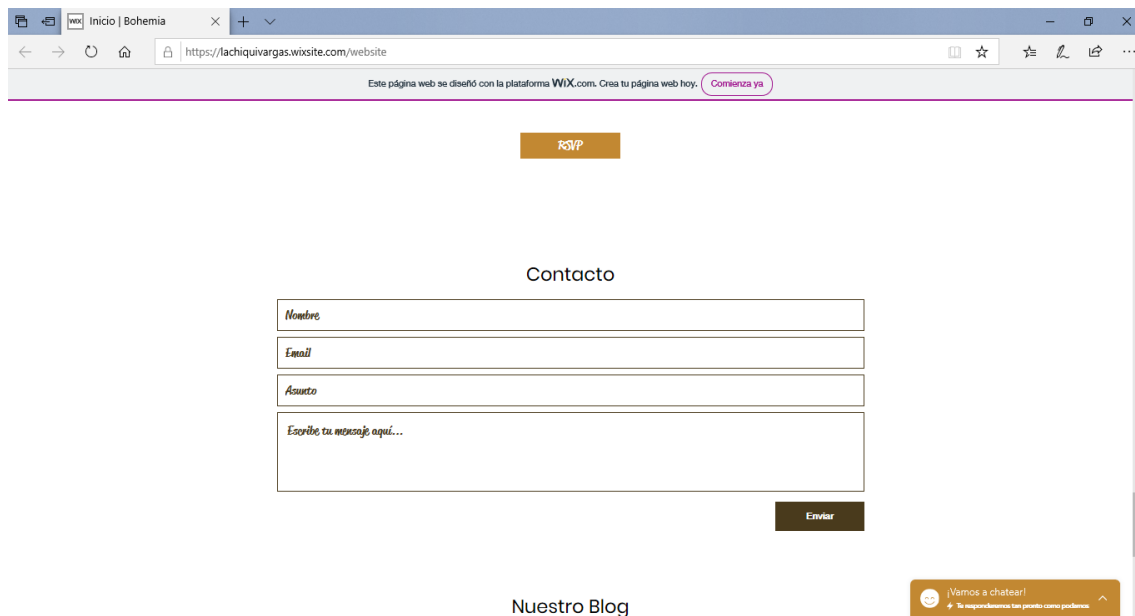 WIX Inicio | Bohemia
https://lachiquivargas.wixsite.com/website
Este página web se diseñó con la plataforma WiX.com. Crea tu página web hoy. Comienza ya
RSVP
Contacto
Nombre
Email
Asunto
Escribe tu mensaje aquí...
Enviar
Nuestro Blog
¡Vamos a chatear!
Te responderemos tan pronto como podamos